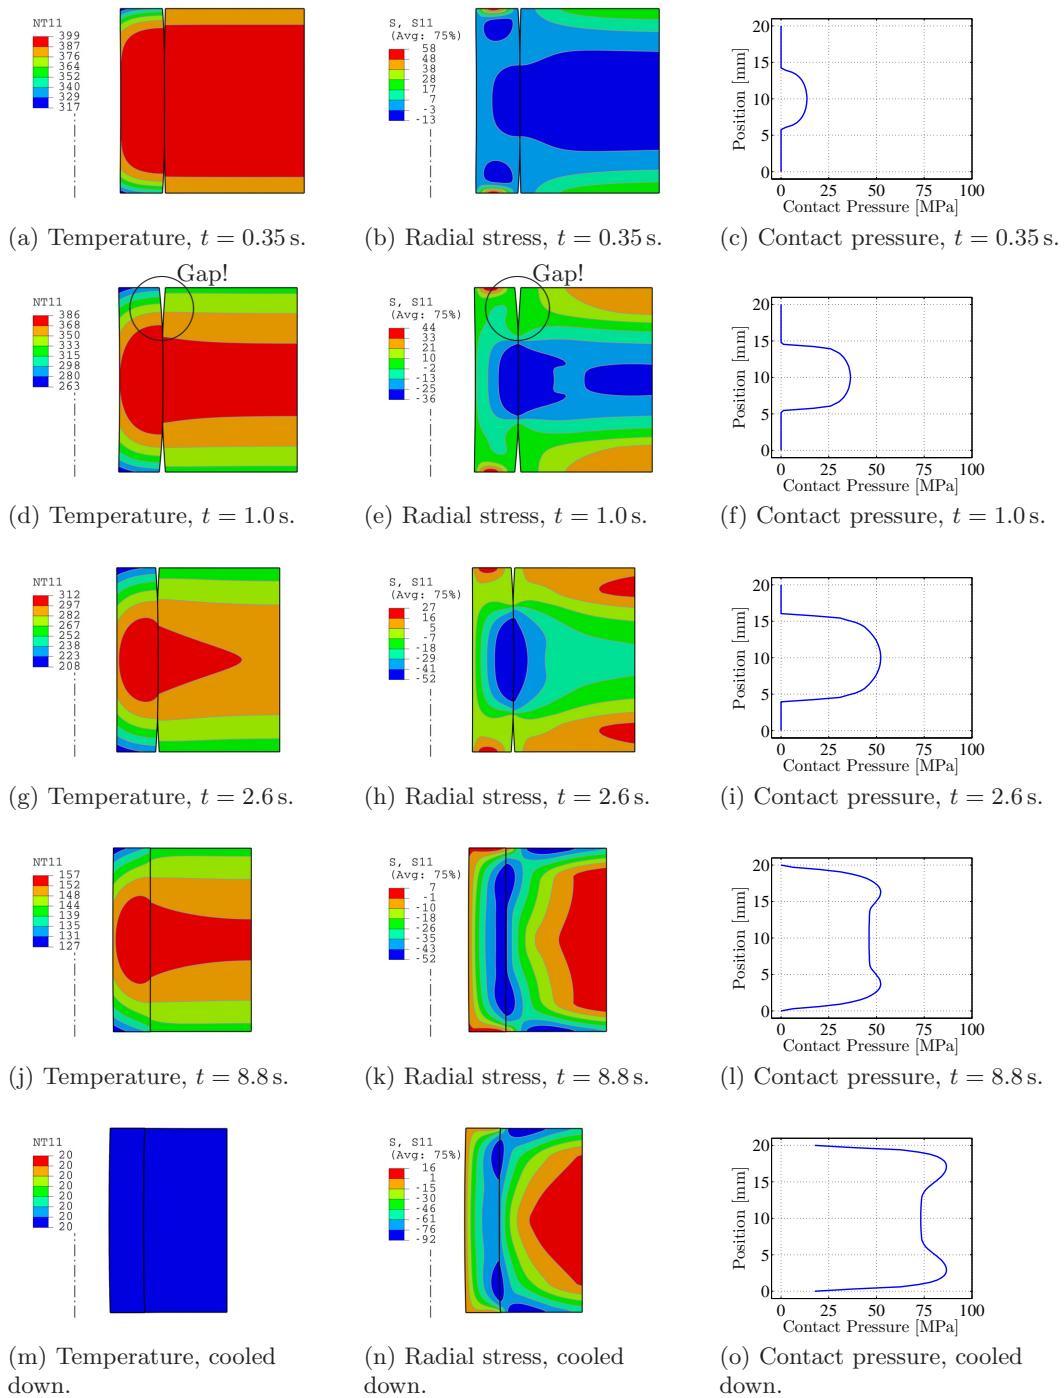 NT11
399
387
376
364
352
340
329
317
S, S11
(Avg: 75%)
58
48
38
28
17
7
-3
-13
Position [mm]
20
15
10
5
0
0 25 50 75 100
Contact Pressure [MPa]
(a) Temperature, t = 0.35 s.
(b) Radial stress, t = 0.35 s.
(c) Contact pressure, t = 0.35 s.
Gap!
NT11
386
368
350
333
315
298
280
263
Gap!
S, S11
(Avg: 75%)
44
33
21
10
-2
-13
-25
-36
Position [mm]
20
15
10
5
0
0 25 50 75 100
Contact Pressure [MPa]
(d) Temperature, t = 1.0 s.
(e) Radial stress, t = 1.0 s.
(f) Contact pressure, t = 1.0 s.
NT11
312
297
282
267
252
238
223
208
S, S11
(Avg: 75%)
27
16
5
-7
-18
-29
-41
-52
Position [mm]
20
15
10
5
0
0 25 50 75 100
Contact Pressure [MPa]
(g) Temperature, t = 2.6 s.
(h) Radial stress, t = 2.6 s.
(i) Contact pressure, t = 2.6 s.
NT11
157
152
148
144
139
135
131
127
S, S11
(Avg: 75%)
7
-1
-10
-18
-26
-35
-43
-52
Position [mm]
20
15
10
5
0
0 25 50 75 100
Contact Pressure [MPa]
(j) Temperature, t = 8.8 s.
(k) Radial stress, t = 8.8 s.
(l) Contact pressure, t = 8.8 s.
NT11
20
20
20
20
20
20
20
20
S, S11
(Avg: 75%)
16
1
-15
-30
-46
-61
-76
-92
Position [mm]
20
15
10
5
0
0 25 50 75 100
Contact Pressure [MPa]
(m) Temperature, cooled
down.
(n) Radial stress, cooled
down.
(o) Contact pressure, cooled
down.